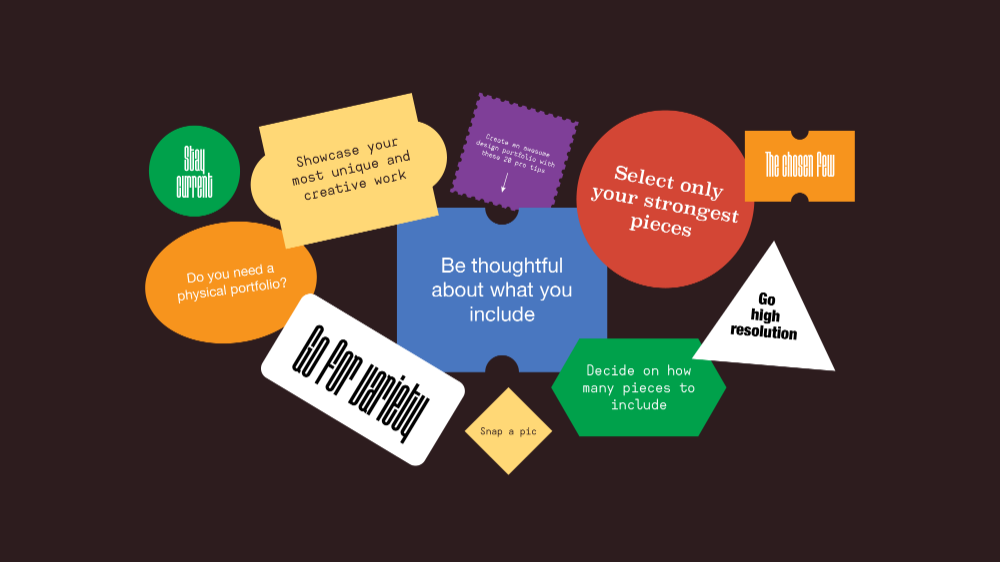 Stay
current
Showcase your
most unique and
creative work
Create an awesome
design portfolio with
these 20 pro tips
Select only
your strongest
pieces
The chosen few
Do you need a
physical portfolio?
Be thoughtful
about what you
include
Go
high
resolution
Go for variety
Decide on how
many pieces to
include
Snap a pic